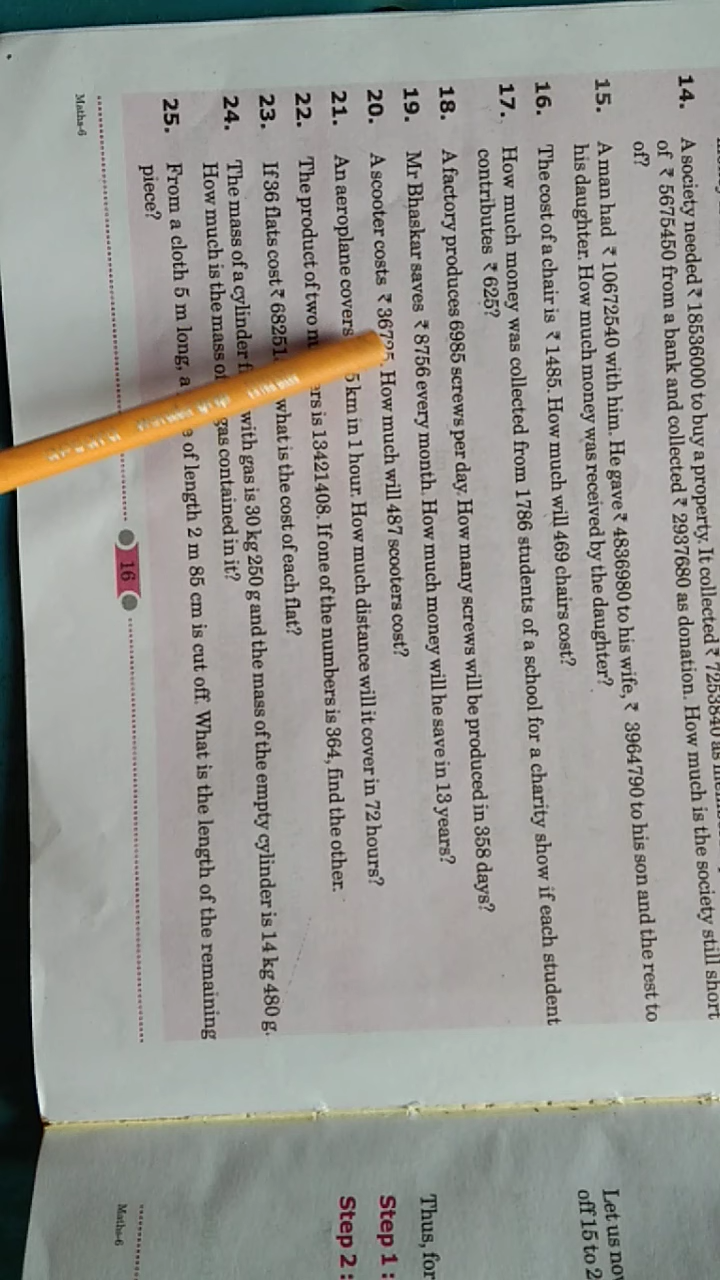 14. A society needed ₹ 18536000 to buy a property. It collected ₹ 7253840 as
of ₹ 5675450 from a bank and collected ₹ 2937680 as donation. How much is the society still short
of?
15. A man had ₹ 10672540 with him. He gave ₹ 4836980 to his wife, ₹ 3964790 to his son and the rest to
his daughter. How much money was received by the daughter?
16. The cost of a chair is ₹ 1485. How much will 469 chairs cost?
17. How much money was collected from 1786 students of a school for a charity show if each student
contributes ₹ 625?
18. A factory produces 6985 screws per day. How many screws will be produced in 358 days?
19. Mr Bhaskar saves ₹ 8756 every month. How much money will he save in 13 years?
20. A scooter costs ₹ 36725. How much will 487 scooters cost?
21. An aeroplane covers 5 km in 1 hour. How much distance will it cover in 72 hours?
22. The product of two is 13421408. If one of the numbers is 364, find the other.
23. If 36 flats cost ₹ what is the cost of each flat?
24. The mass of a cylinder with gas is 30 kg 250 g and the mass of the empty cylinder is 14 kg 480 g.
How much is the mass of gas contained in it?
25. From a cloth 5 m long, a of length 2 m 85 cm is cut off. What is the length of the remaining
piece?
Maths-6
16
Let us
off 15 to 2
Thus, for
Step 1 :
Step 2 :
Maths-6